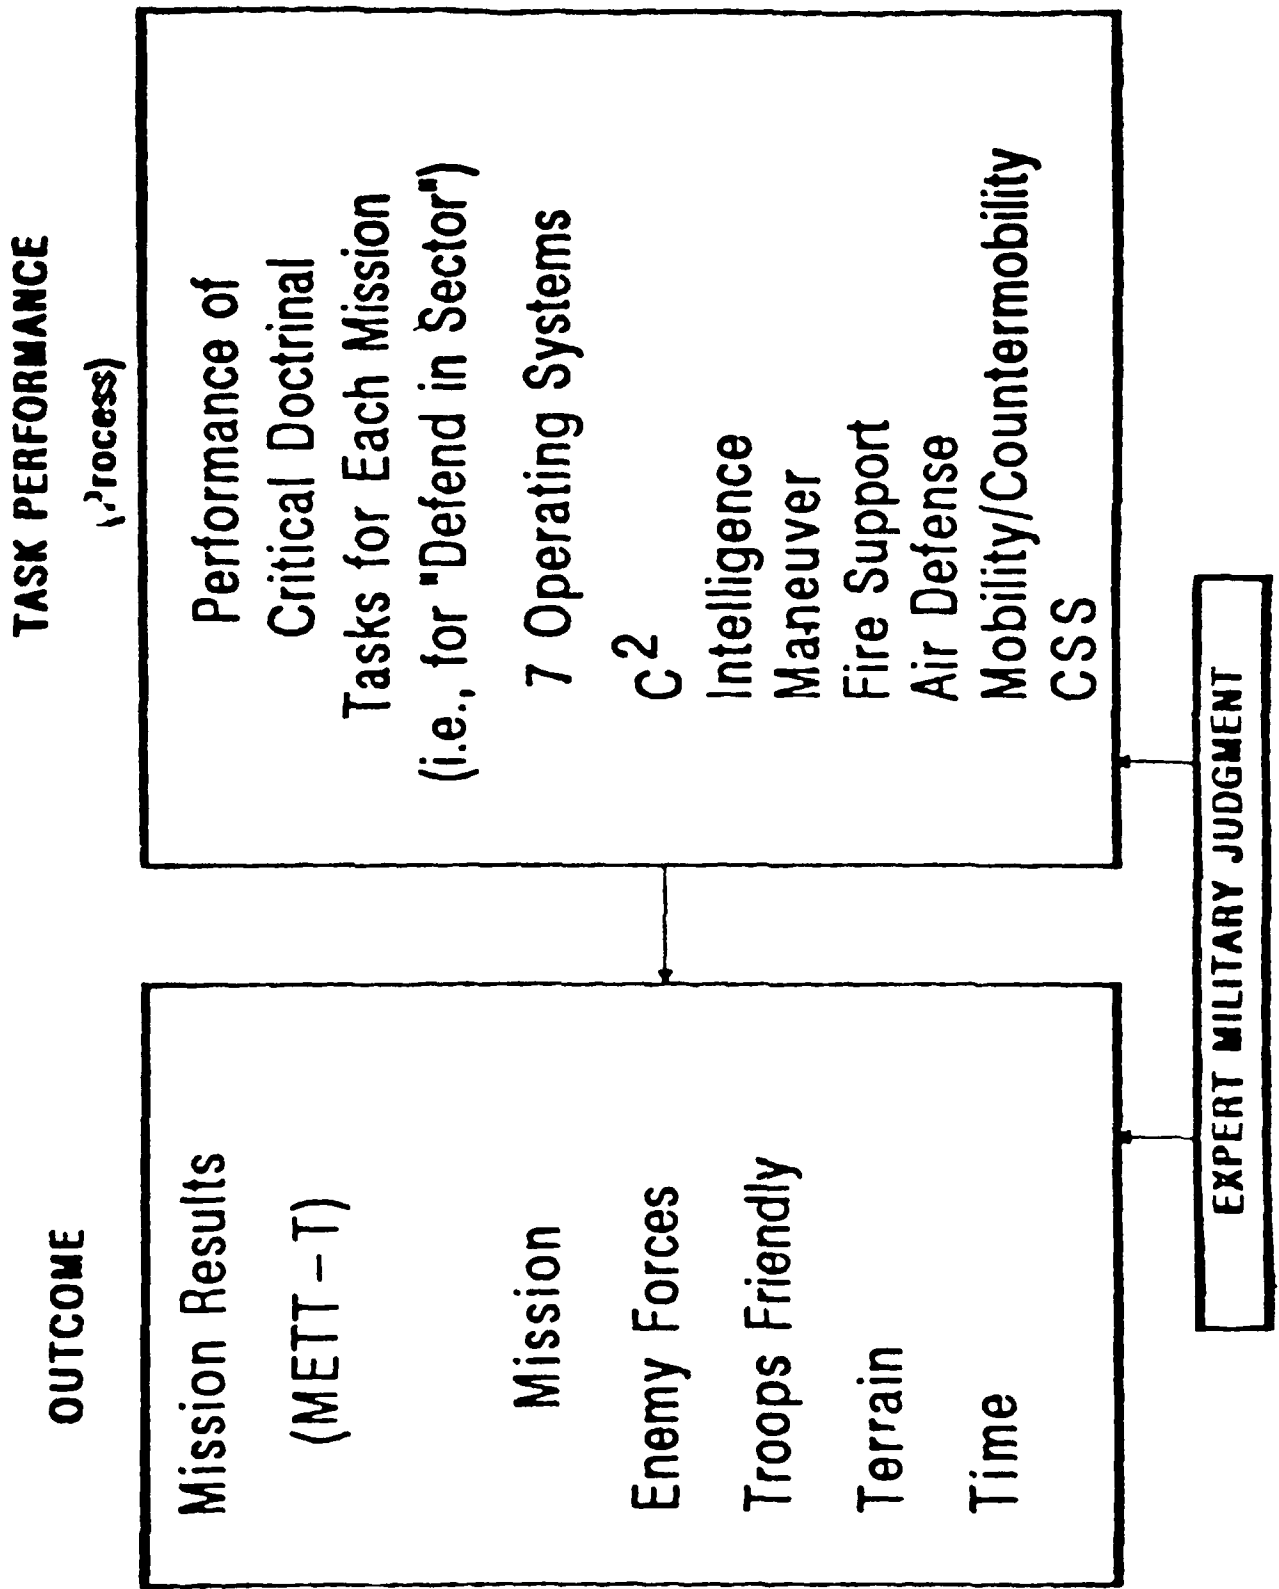 OUTCOME
Mission Results
(METT-T)
Mission
Enemy Forces
Troops Friendly
Terrain
Time
TASK PERFORMANCE
(Process)
Performance of
Critical Doctrinal
Tasks for Each Mission
(i.e., for "Defend in Sector")
7 Operating Systems
C²
Intelligence
Maneuver
Fire Support
Air Defense
Mobility/Countermobility
CSS
EXPERT MILITARY JUDGMENT